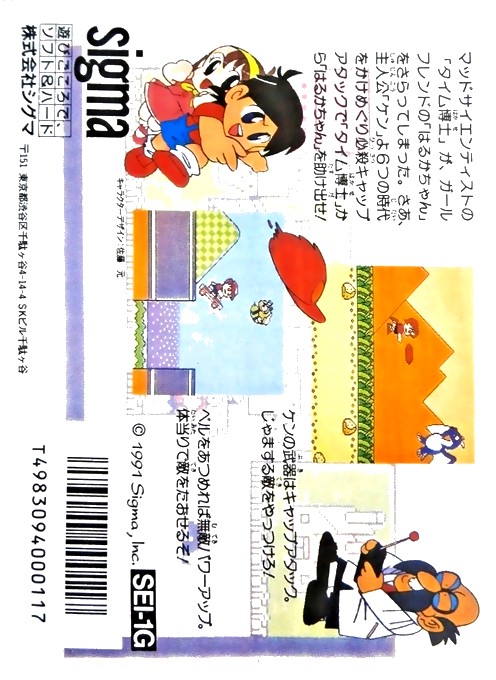 マッドサイエンティストの
「タイム博士」が、ガール
フレンドの「はるかちゃん」
をさらってしまった。さあ、
主人公「ケン」よ6つの時代
をかけめぐり必殺キャップ
アタックで「タイム博士」か
ら「はるかちゃん」を助け出せ!
ケンの武器はキャップアタック。
じゃまする敵をやっつけろ!
ベルをあつめれば無敵パワーアップ。
体当りで敵をたおせるぞ!
キャラクターデザイン:佐藤 元
sigma
遊びごころで、
ソフト&ハード
株式会社シグマ
〒151 東京都渋谷区千駄ヶ谷4-14-4 SKビル千駄ヶ谷
© 1991 Sigma, Inc.
SEI-1G
T4983094000117